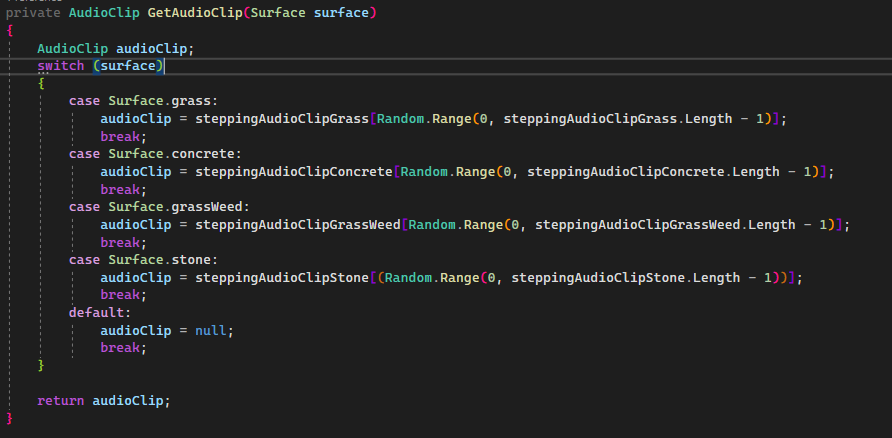 private AudioClip GetAudioClip(Surface surface)
{
AudioClip audioClip;
switch (surface)
{
case Surface.grass:
audioClip = steppingAudioClipGrass[Random.Range(0, steppingAudioClipGrass.Length - 1)];
break;
case Surface.concrete:
audioClip = steppingAudioClipConcrete[Random.Range(0, steppingAudioClipConcrete.Length - 1)];
break;
case Surface.grassWeed:
audioClip = steppingAudioClipGrassWeed[Random.Range(0, steppingAudioClipGrassWeed.Length - 1)];
break;
case Surface.stone:
audioClip = steppingAudioClipStone[(Random.Range(0, steppingAudioClipStone.Length - 1))];
break;
default:
audioClip = null;
break;
}
return audioClip;
}